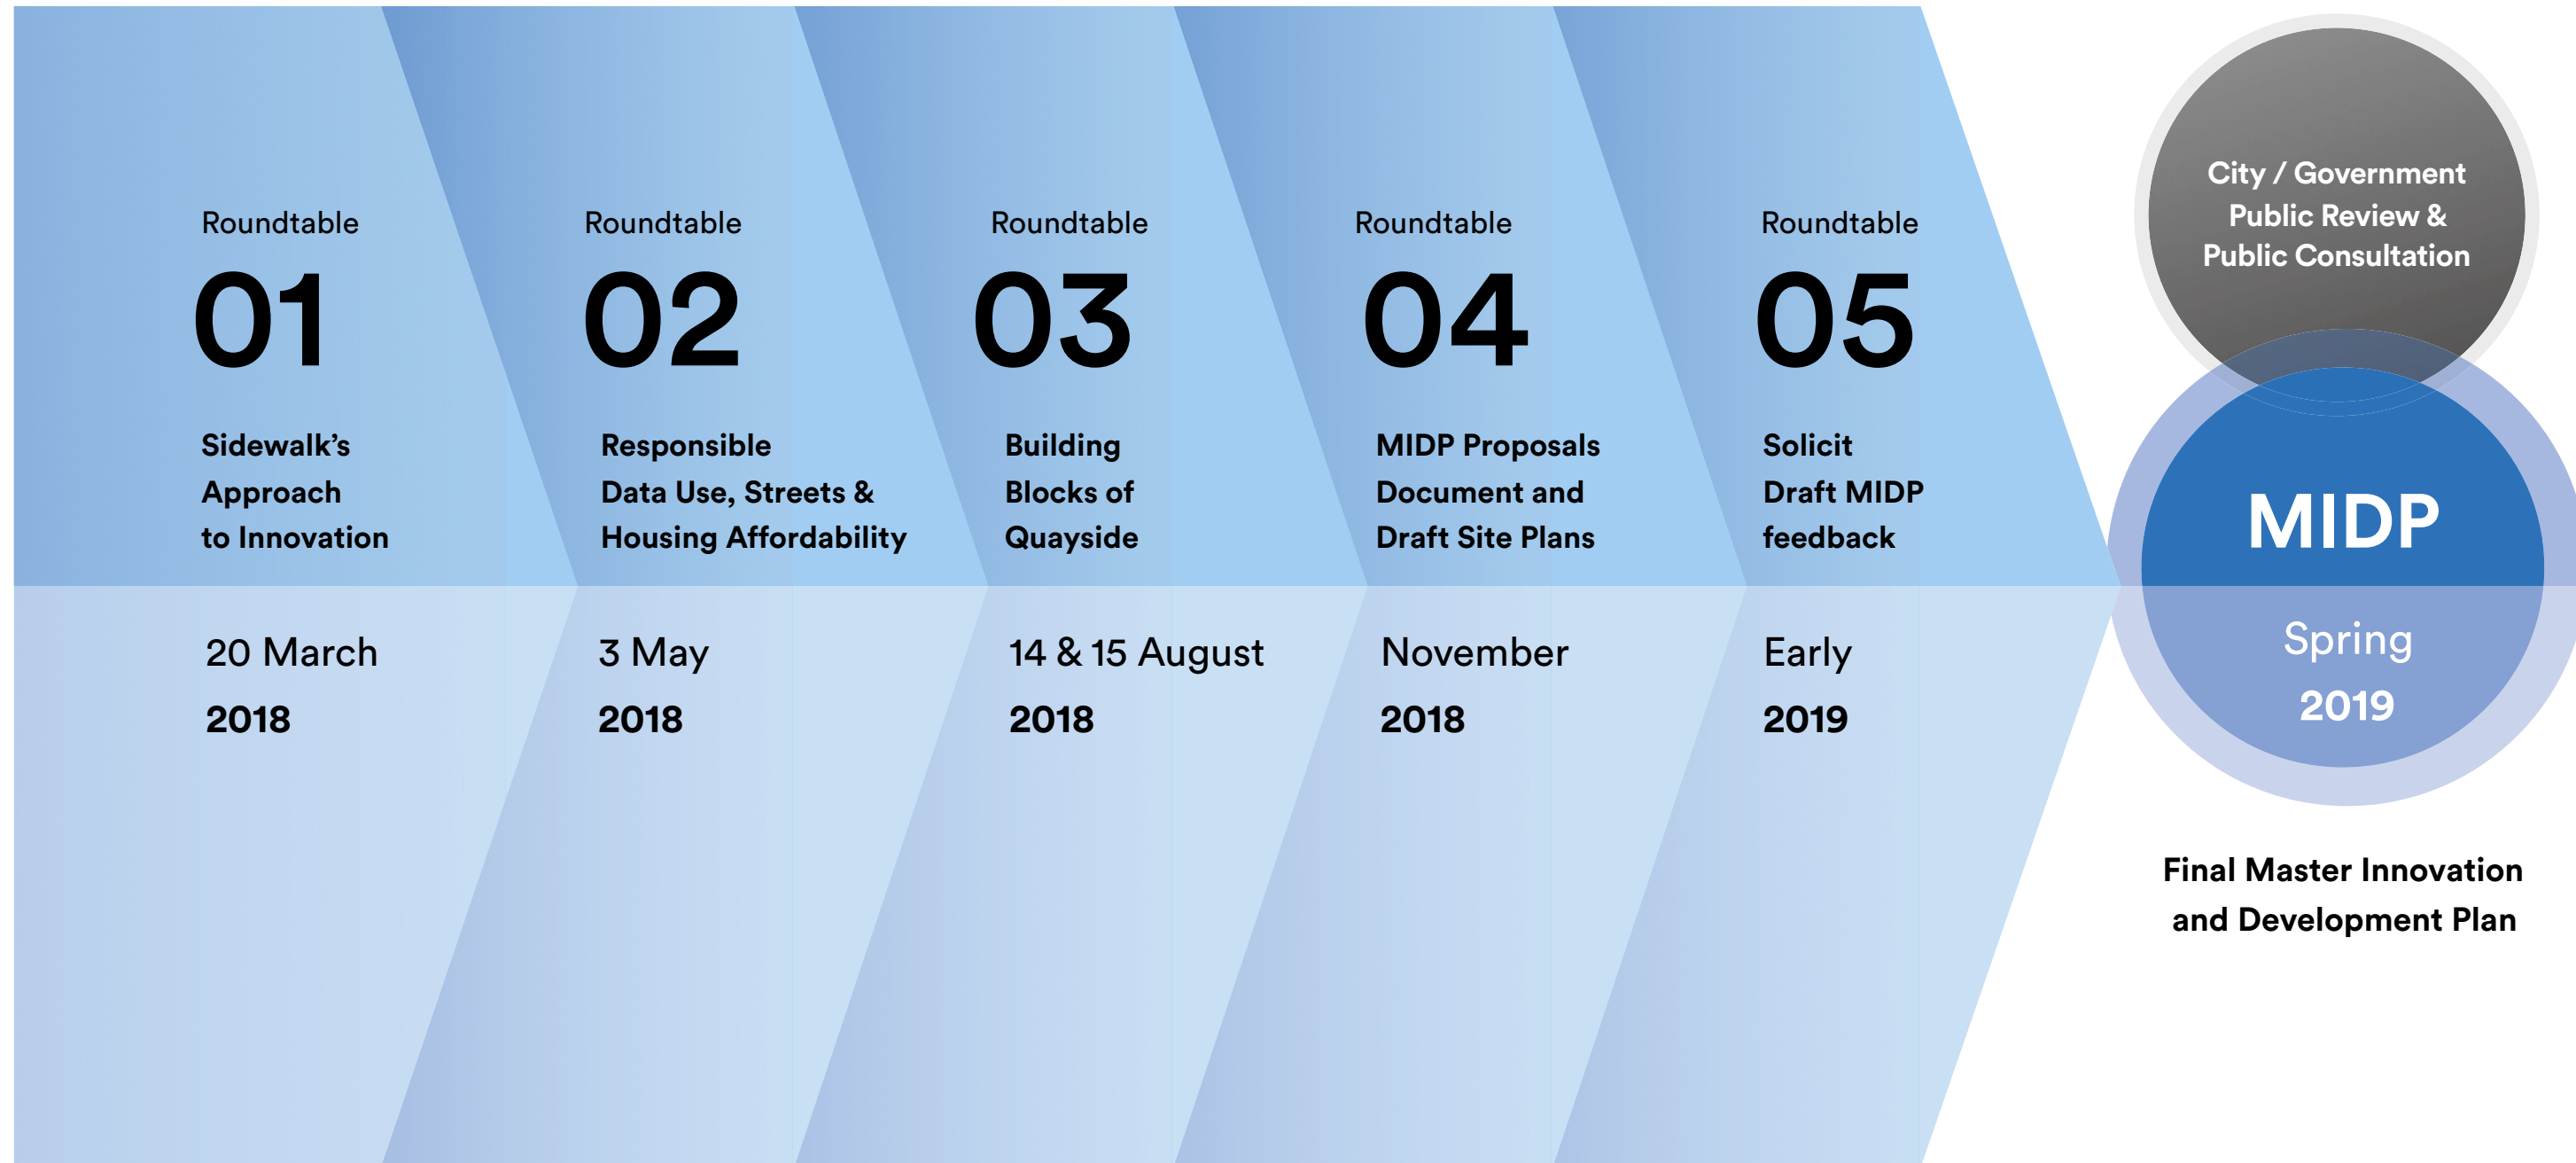 Roundtable
01
Sidewalk’s
Approach
to Innovation
20 March
2018
Roundtable
02
Responsible
Data Use, Streets &
Housing Affordability
3 May
2018
Roundtable
03
Building
Blocks of
Quayside
14 & 15 August
2018
Roundtable
04
MIDP Proposals
Document and
Draft Site Plans
November
2018
Roundtable
05
Solicit
Draft MIDP
feedback
Early
2019
City / Government
Public Review &
Public Consultation
MIDP
Spring
2019
Final Master Innovation
and Development Plan